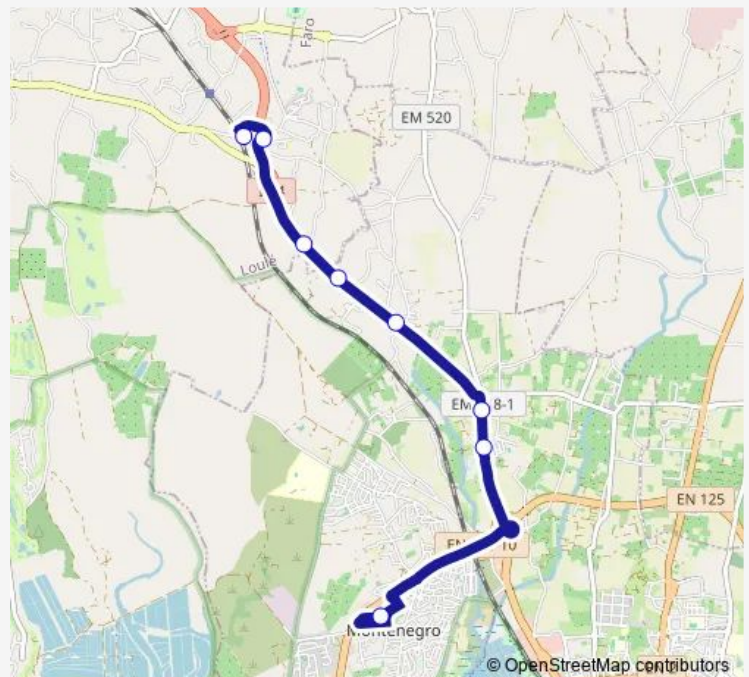 Faro
EM 520
Loulé
EM 8-1
EN 125
EN 10
Montenegro
© OpenStreetMap contributors